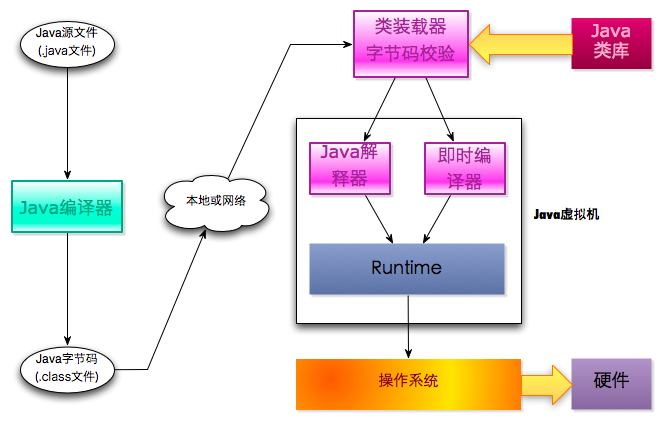 Java源文件
(.java文件)
Java编译器
Java字节码
(.class文件)
本地或网络
类装载器
字节码校验
Java
类库
Java解
释器
即时编
译器
Runtime
Java虚拟机
操作系统
硬件